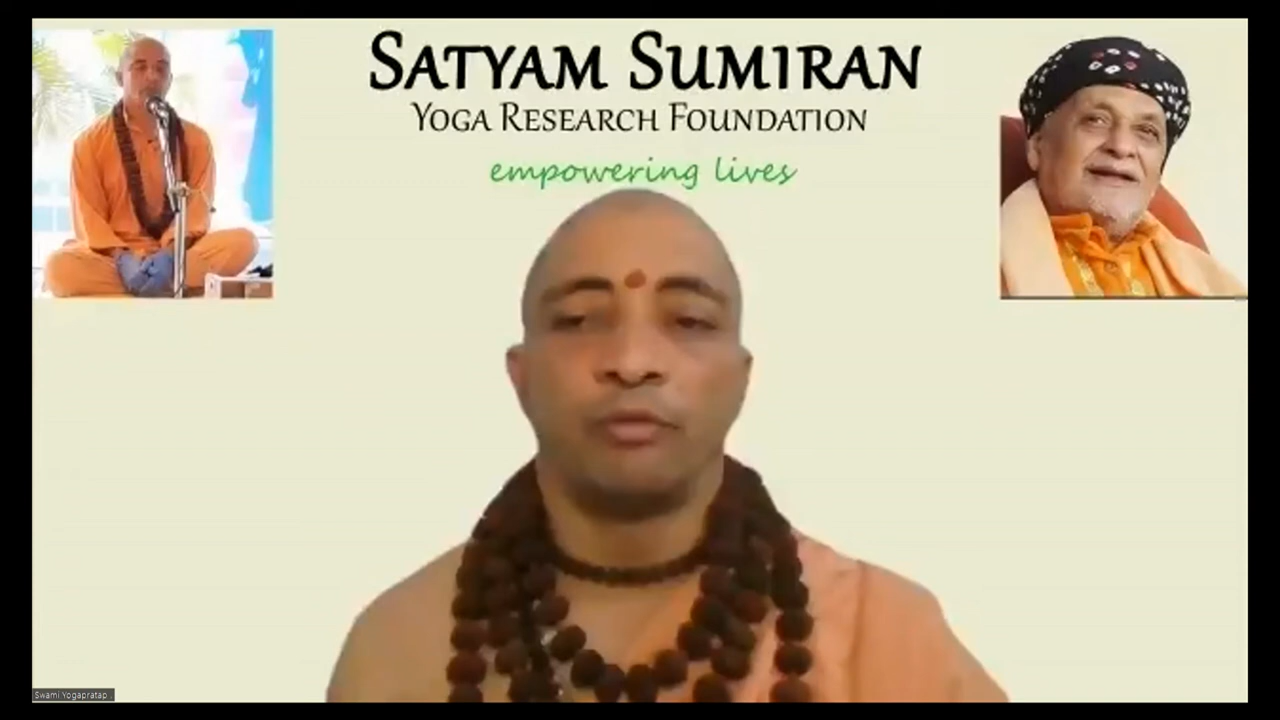 SATYAM SUMIRAN
YOGA RESEARCH FOUNDATION
empowering lives
Swami Yogapratap .